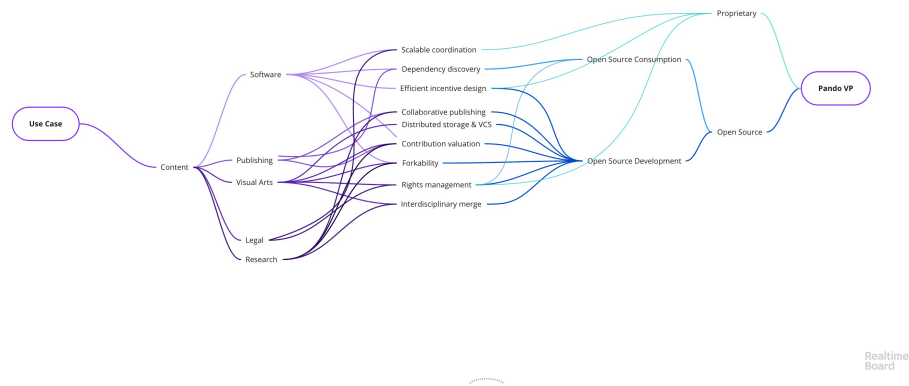 Proprietary
Scalable coordination
Open Source Consumption
Dependency discovery
Software
Efficient incentive design
Pando VP
Collaborative publishing
Use Case
Distributed storage & VCS
Open Source
Contribution valuation
Publishing
Forkability
Open Source Development
Content
Visual Arts
Rights management
Interdisciplinary merge
Legal
Research
Realtime
Board